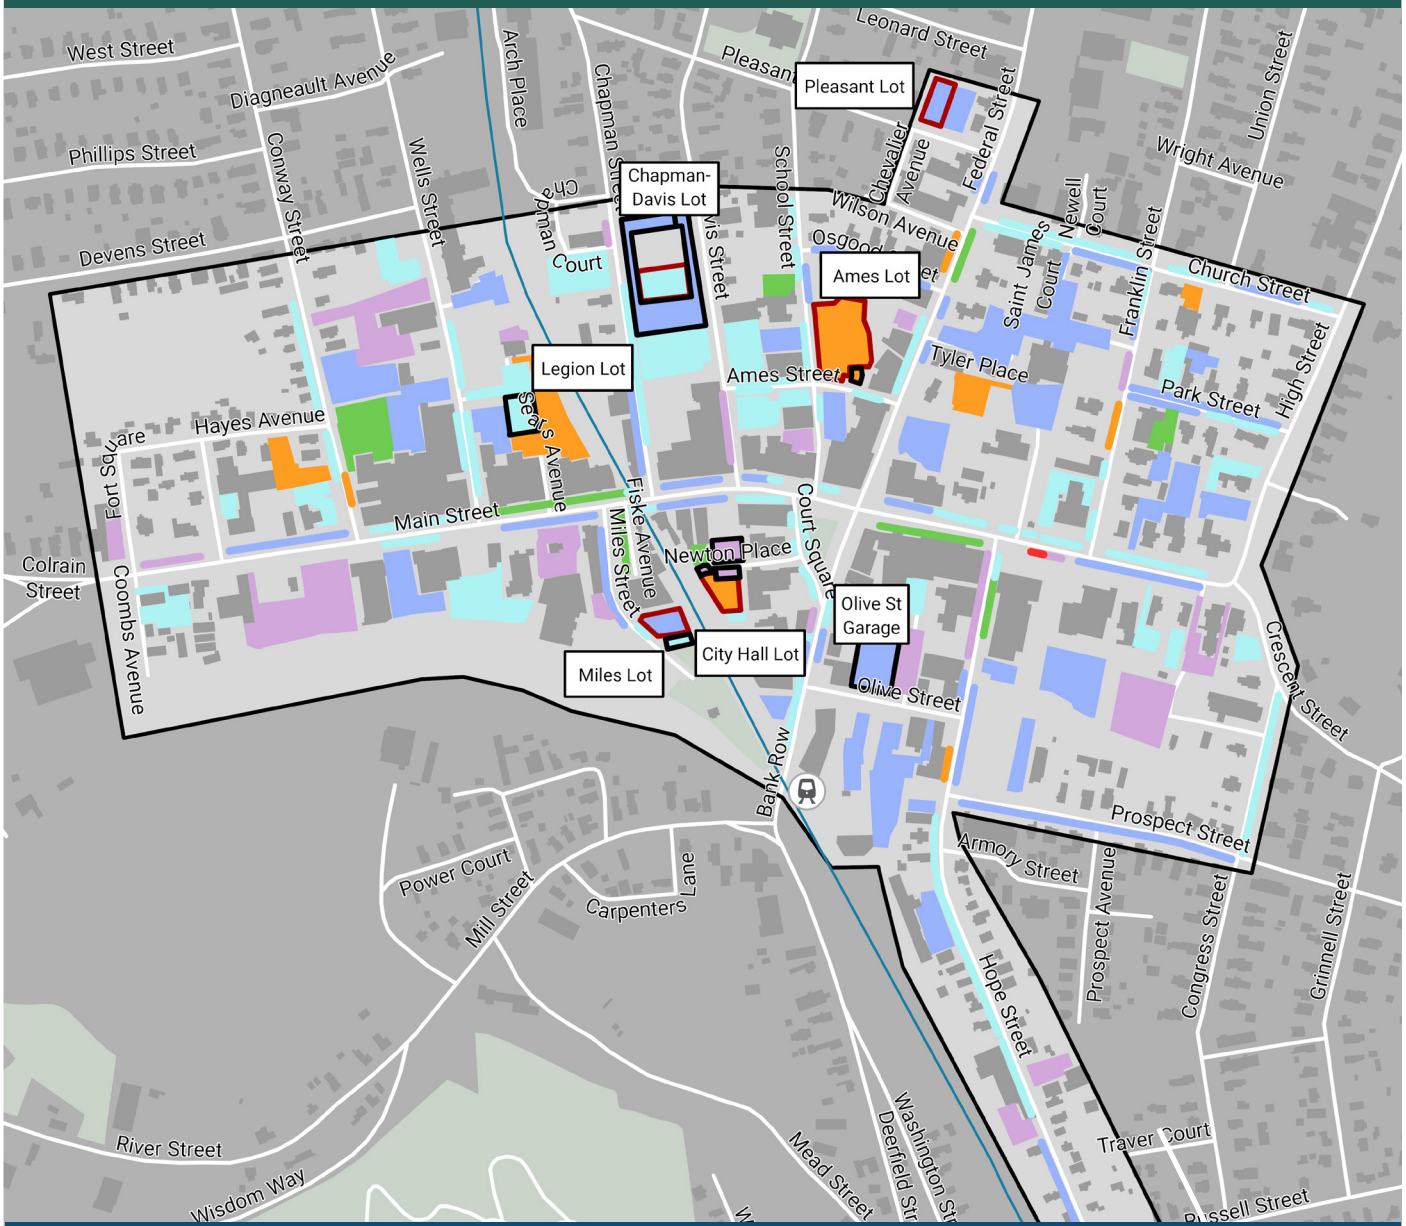 Leonard Street
West Street
Arch Place
Pleasant
Diagneault Avenue
Chapman Street
Pleasant Lot
Union Street
Federal Street
Phillips Street
Conway Street
Wells Street
School Street
Chevalier
Avenue
Wright Avenue
Chapman-
Davis Lot
Chapman
Court
Newell
Court
Wilson Avenue
Devens Street
Osgood
Saint James
Court
Franklin Street
Church Street
Ames Lot
High Street
Legion Lot
Ames Street
Tyler Place
Park Street
Hayes Avenue
Sears Avenue
Main Street
Fiske Avenue
Miles Street
Court Square
Newton Place
Colrain
Street
Coombs Avenue
Olive St
Garage
City Hall Lot
Miles Lot
Olive Street
Crescent Street
Bank Row
Prospect Street
Armory Street
Power Court
Mill Street
Carpenters
Lane
Prospect Avenue
Congress Street
Grinnell Street
Hope Street
River Street
Wisdom Way
Mead Street
Deerfield Str
Washington Str
Traver Court
Russell Street
W